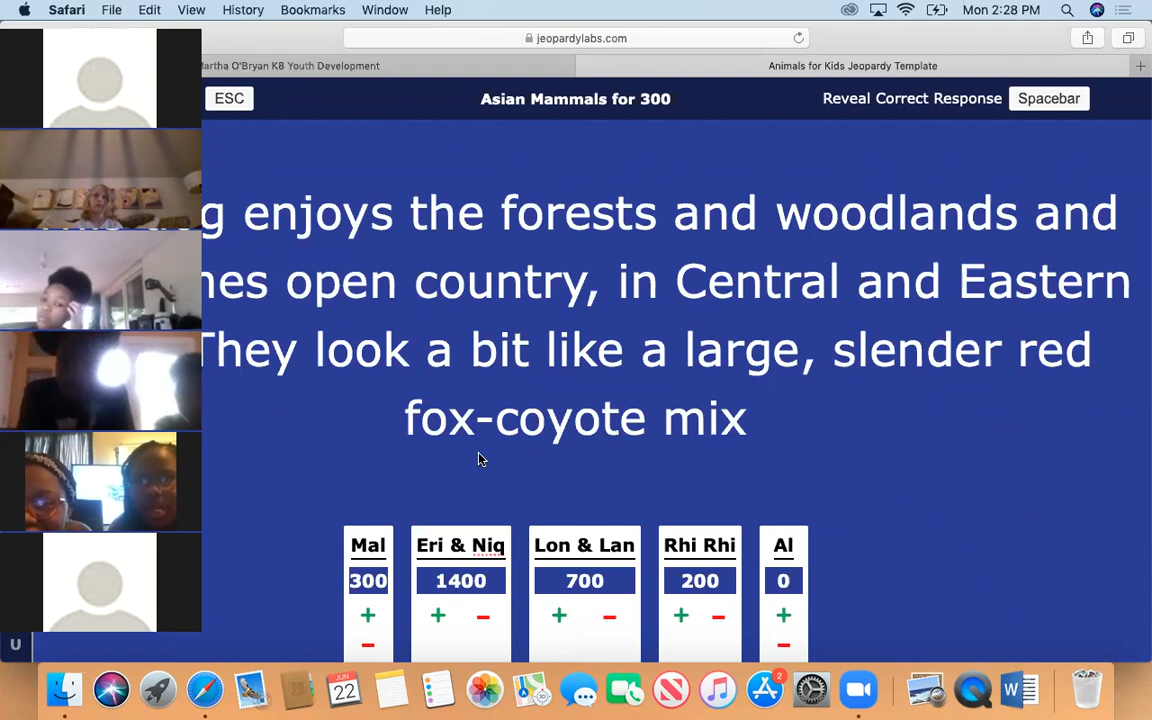 Safari File Edit View History Bookmarks Window Help Mon 2:28 PM
jeopardylabs.com
O'Bryan K8 Youth Development Animals for Kids Jeopardy Template
ESC Asian Mammals for 300 Reveal Correct Response Spacebar
enjoys the forests and woodlands and
open country, in Central and Eastern
They look a bit like a large, slender red
fox-coyote mix
Mal Eri & Niq Lon & Lan Rhi Rhi Al
300 1400 700 200 0
+ + - + - + - +
- -
U
JUN
22
2
W